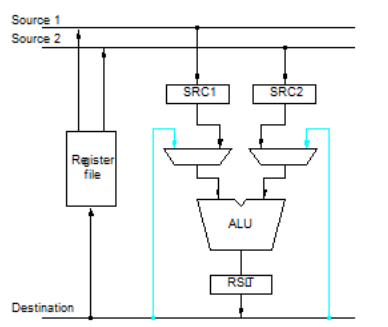 Source 1
Source 2
SRC1
SRC2
Register
file
ALU
RSLT
Destination